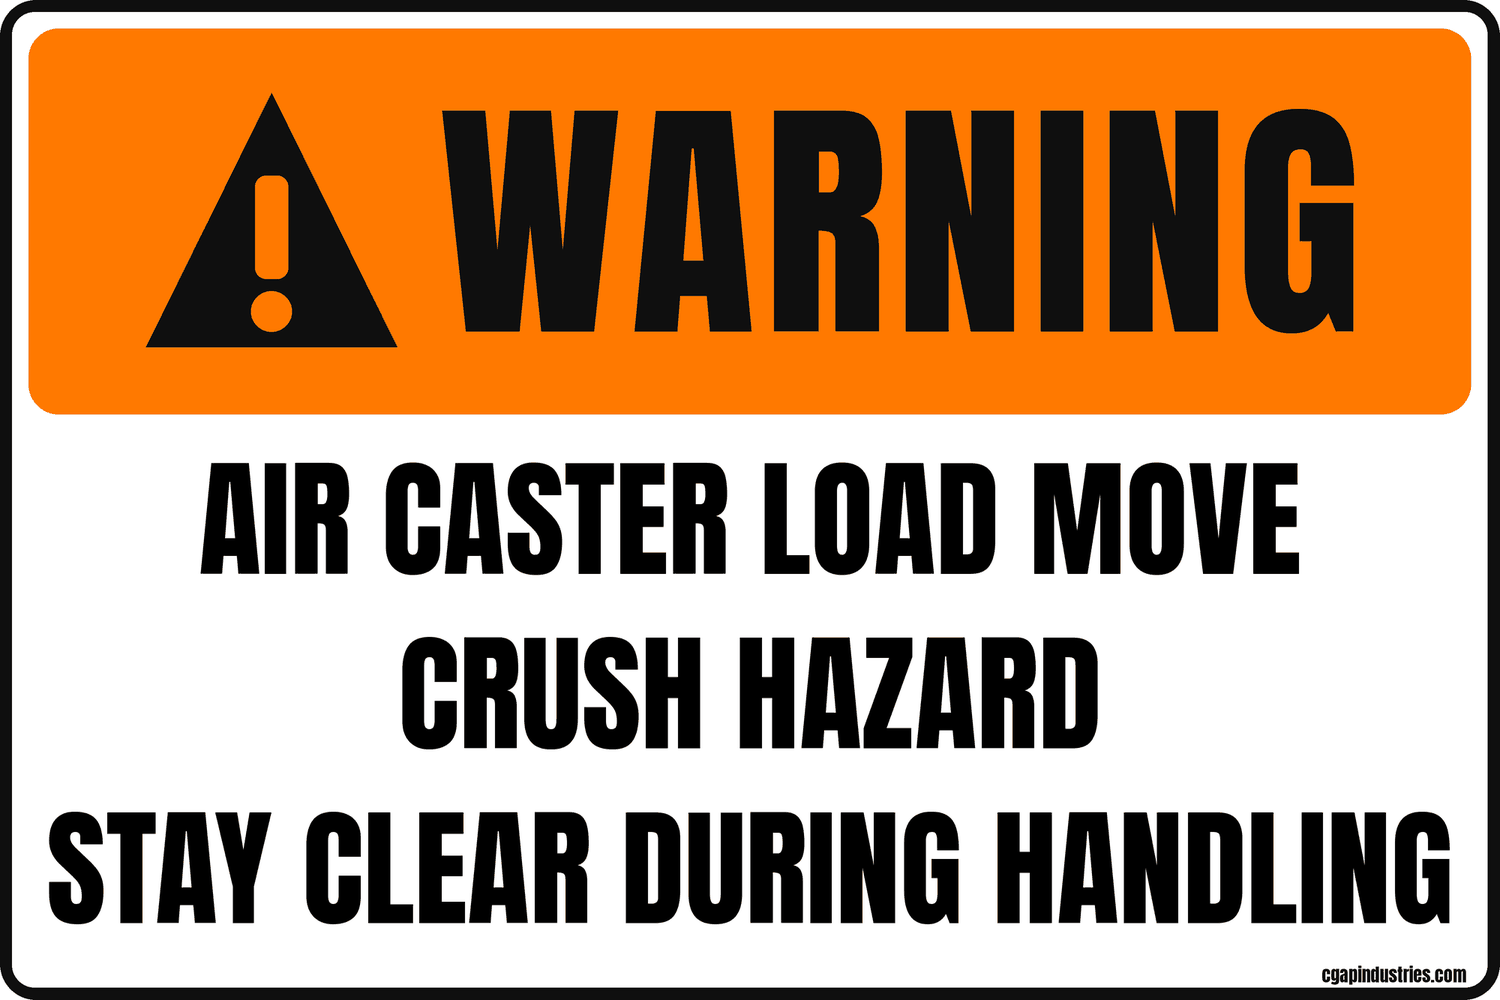 WARNING
AIR CASTER LOAD MOVE
CRUSH HAZARD
STAY CLEAR DURING HANDLING
cgapindustries.com